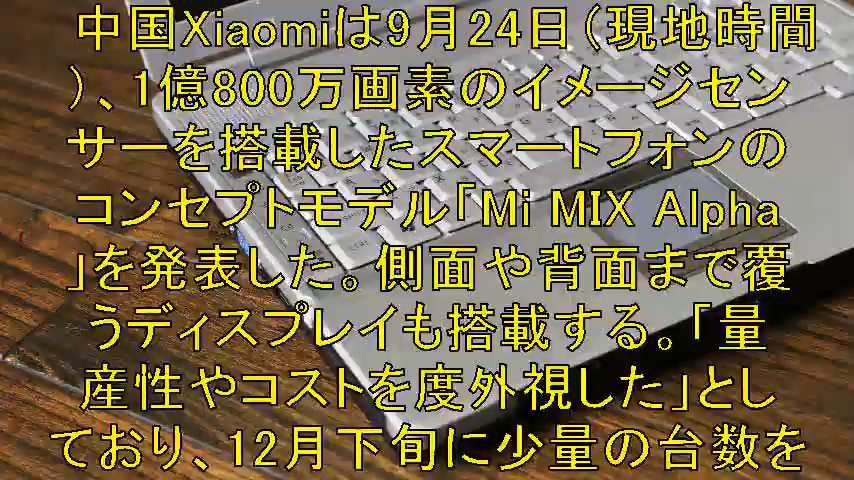 中国Xiaomiは9月24日（現地時間
）、1億800万画素のイメージセン
サーを搭載したスマートフォンの
コンセプトモデル「Mi MIX Alpha
」を発表した。側面や背面まで覆
うディスプレイも搭載する。「量
産性やコストを度外視した」とし
ており、12月下旬に少量の台数を